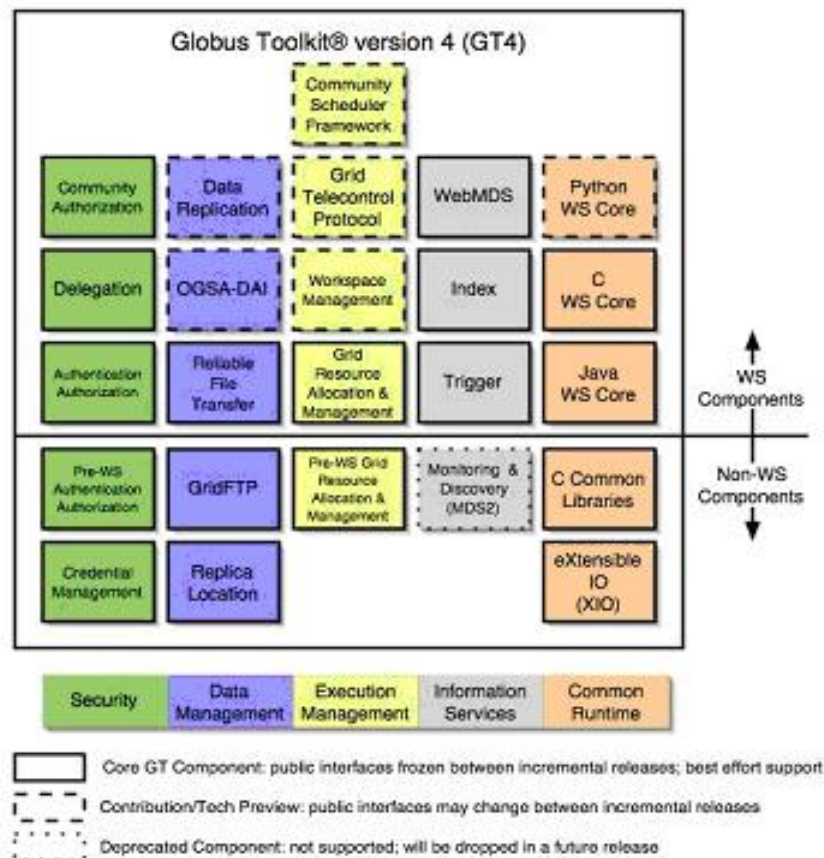 Globus Toolkit® version 4 (GT4)
Community
Scheduler
Framework
Community
Authorization
Data
Replication
Grid
Telecontrol
Protocol
WebMDS
Python
WS Core
Delegation
OGSA-DAI
Workspace
Management
Index
C
WS Core
Authentication
Authorization
Reliable
File
Transfer
Grid
Resource
Allocation &
Management
Trigger
Java
WS Core
WS
Components
Pre-WS
Authentication
Authorization
GridFTP
Pre-WS Grid
Resource
Allocation &
Management
Monitoring &
Discovery
(MDS2)
C Common
Libraries
Non-WS
Components
Credential
Management
Replica
Location
eXtensible
IO
(XIO)
Security
Data
Management
Execution
Management
Information
Services
Common
Runtime
Core GT Component: public interfaces frozen between incremental releases; best effort support
Contribution/Tech Preview: public interfaces may change between incremental releases
Deprecated Component: not supported; will be dropped in a future release